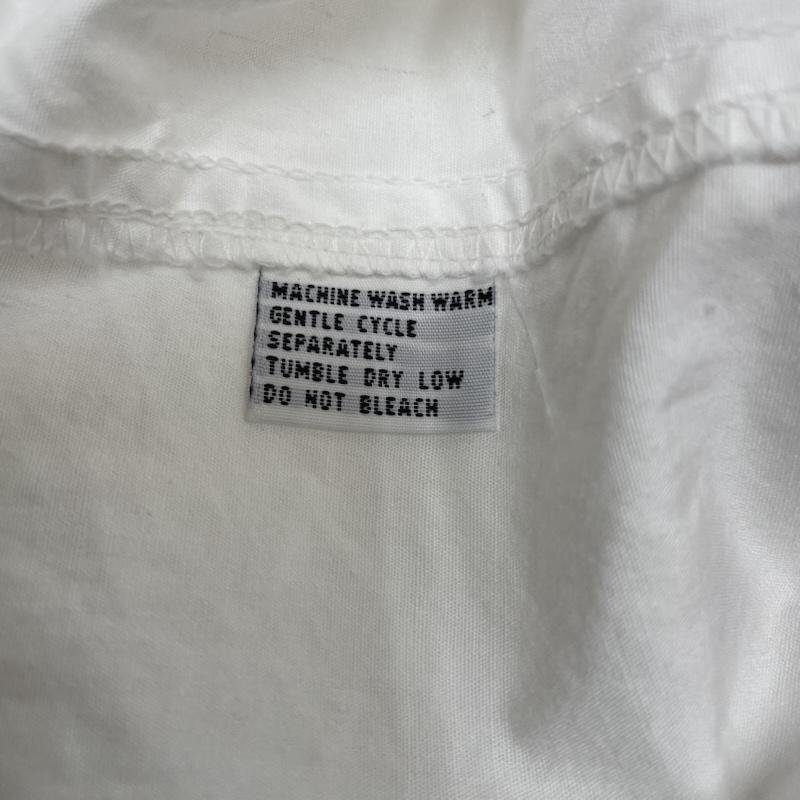 MACHINE WASH WARM
GENTLE CYCLE
SEPARATELY
TUMBLE DRY LOW
DO NOT BLEACH